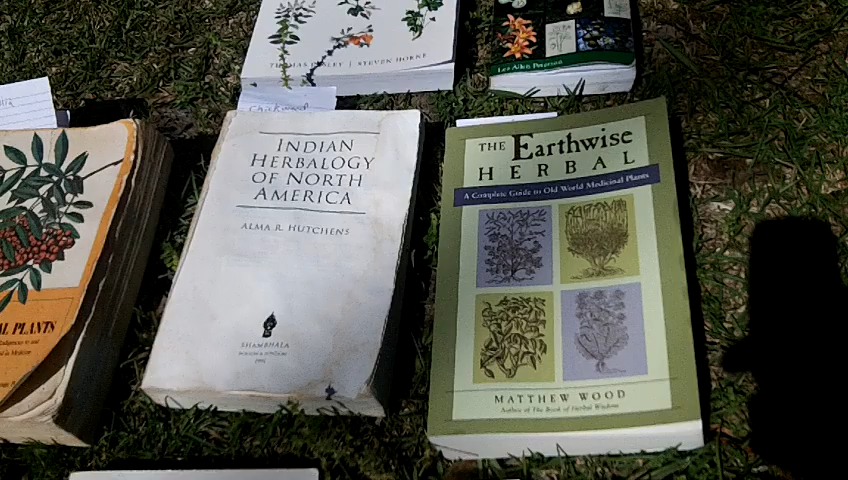 THOMAS EASLEY | STEVEN HORNE
Lee Allen Peterson
Chickweed
INDIAN
HERBALOGY
OF NORTH
AMERICA
ALMA R. HUTCHENS
SHAMBHALA
THE Earthwise
HERBAL
A Complete Guide to Old World Medicinal Plants
MATTHEW WOOD
Author of The Book of Herbal Wisdom
AL PLANTS